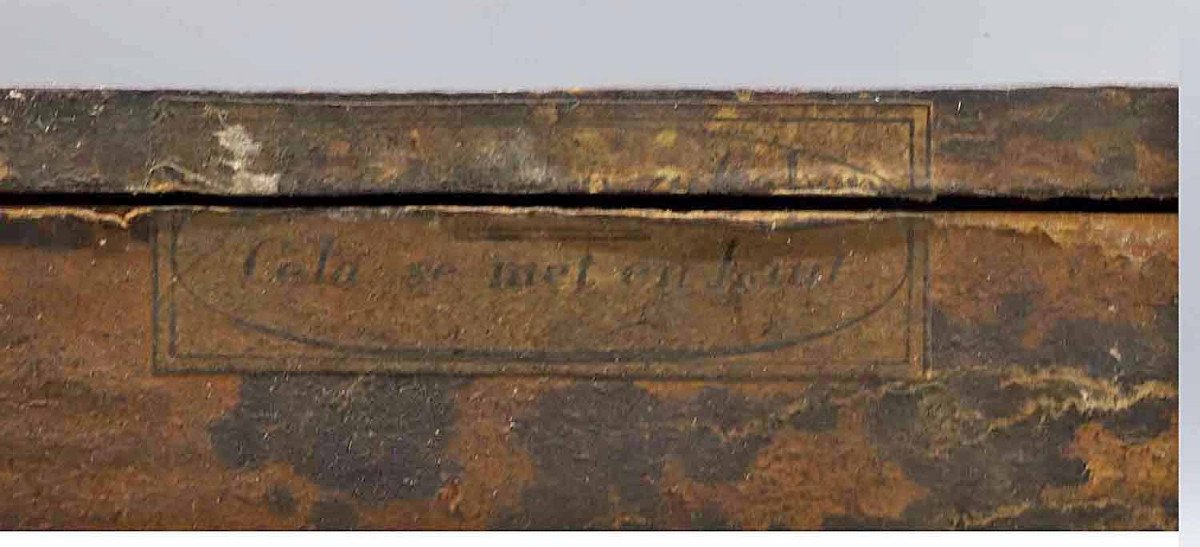 Cela se met en haut